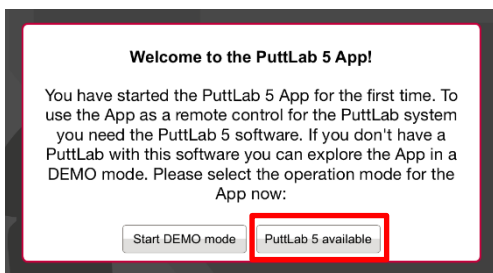 Welcome to the PuttLab 5 App!
You have started the PuttLab 5 App for the first time. To
use the App as a remote control for the PuttLab system
you need the PuttLab 5 software. If you don't have a
PuttLab with this software you can explore the App in a
DEMO mode. Please select the operation mode for the
App now:
Start DEMO mode PuttLab 5 available